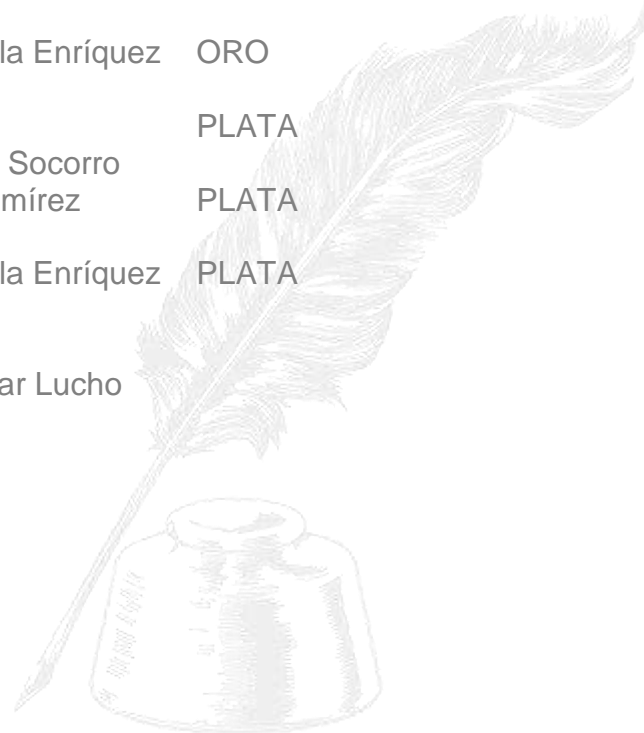 la Enríquez ORO
PLATA
Socorro
mírez PLATA
la Enríquez PLATA
ar Lucho